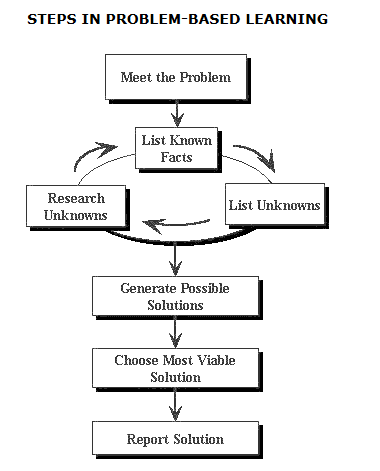 STEPS IN PROBLEM-BASED LEARNING
Meet the Problem
List Known
Facts
Research
Unknowns
List Unknowns
Generate Possible
Solutions
Choose Most Viable
Solution
Report Solution